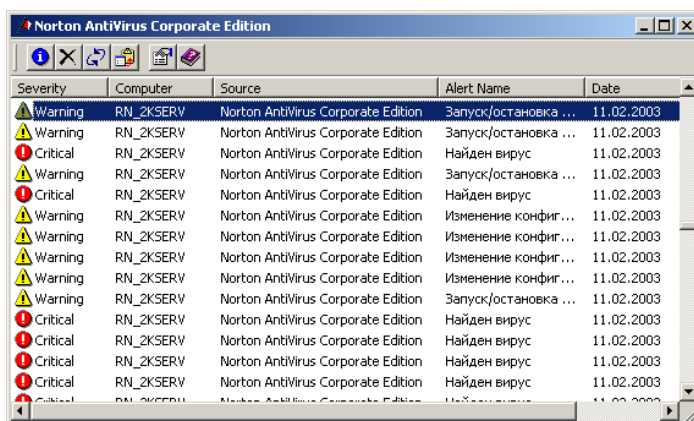 Norton AntiVirus Corporate Edition
Severity Computer Source Alert Name Date
Warning RN_2KSERV Norton AntiVirus Corporate Edition Запуск/остановка ... 11.02.2003
Warning RN_2KSERV Norton AntiVirus Corporate Edition Запуск/остановка ... 11.02.2003
Critical RN_2KSERV Norton AntiVirus Corporate Edition Найден вирус 11.02.2003
Warning RN_2KSERV Norton AntiVirus Corporate Edition Запуск/остановка ... 11.02.2003
Critical RN_2KSERV Norton AntiVirus Corporate Edition Найден вирус 11.02.2003
Warning RN_2KSERV Norton AntiVirus Corporate Edition Изменение конфиг... 11.02.2003
Warning RN_2KSERV Norton AntiVirus Corporate Edition Изменение конфиг... 11.02.2003
Warning RN_2KSERV Norton AntiVirus Corporate Edition Изменение конфиг... 11.02.2003
Warning RN_2KSERV Norton AntiVirus Corporate Edition Изменение конфиг... 11.02.2003
Warning RN_2KSERV Norton AntiVirus Corporate Edition Запуск/остановка ... 11.02.2003
Critical RN_2KSERV Norton AntiVirus Corporate Edition Найден вирус 11.02.2003
Critical RN_2KSERV Norton AntiVirus Corporate Edition Найден вирус 11.02.2003
Critical RN_2KSERV Norton AntiVirus Corporate Edition Найден вирус 11.02.2003
Critical RN_2KSERV Norton AntiVirus Corporate Edition Найден вирус 11.02.2003